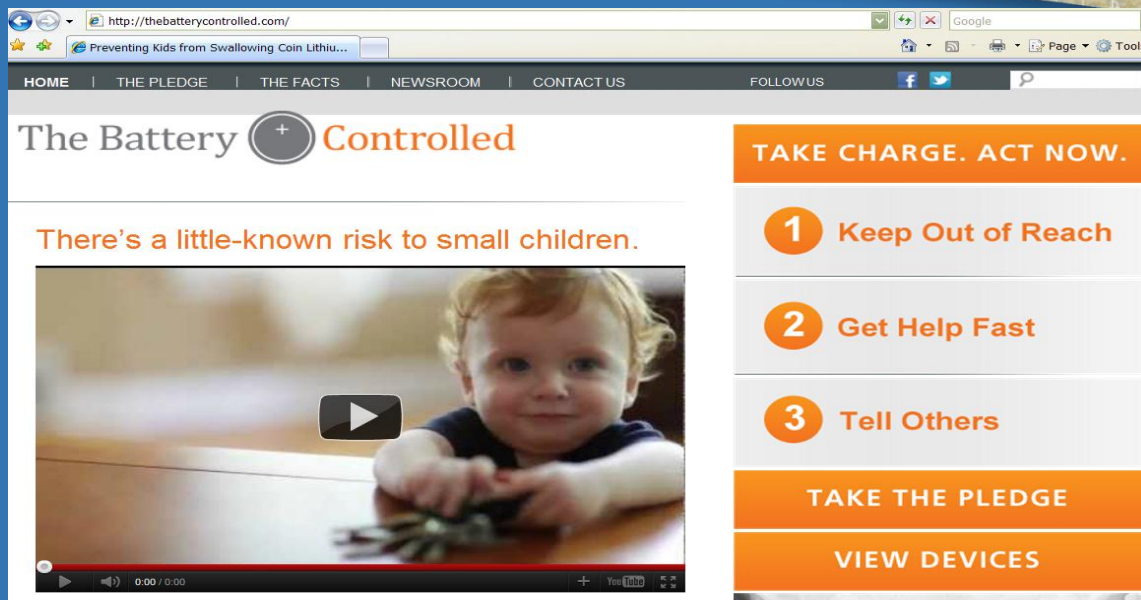 http://thebatterycontrolled.com/
Google
Preventing Kids from Swallowing Coin Lithiu...
Page
Tool
HOME | THE PLEDGE | THE FACTS | NEWSROOM | CONTACT US
FOLLOW US
The Battery + Controlled
There's a little-known risk to small children.
0:00 / 0:00
YouTube
TAKE CHARGE. ACT NOW.
1 Keep Out of Reach
2 Get Help Fast
3 Tell Others
TAKE THE PLEDGE
VIEW DEVICES